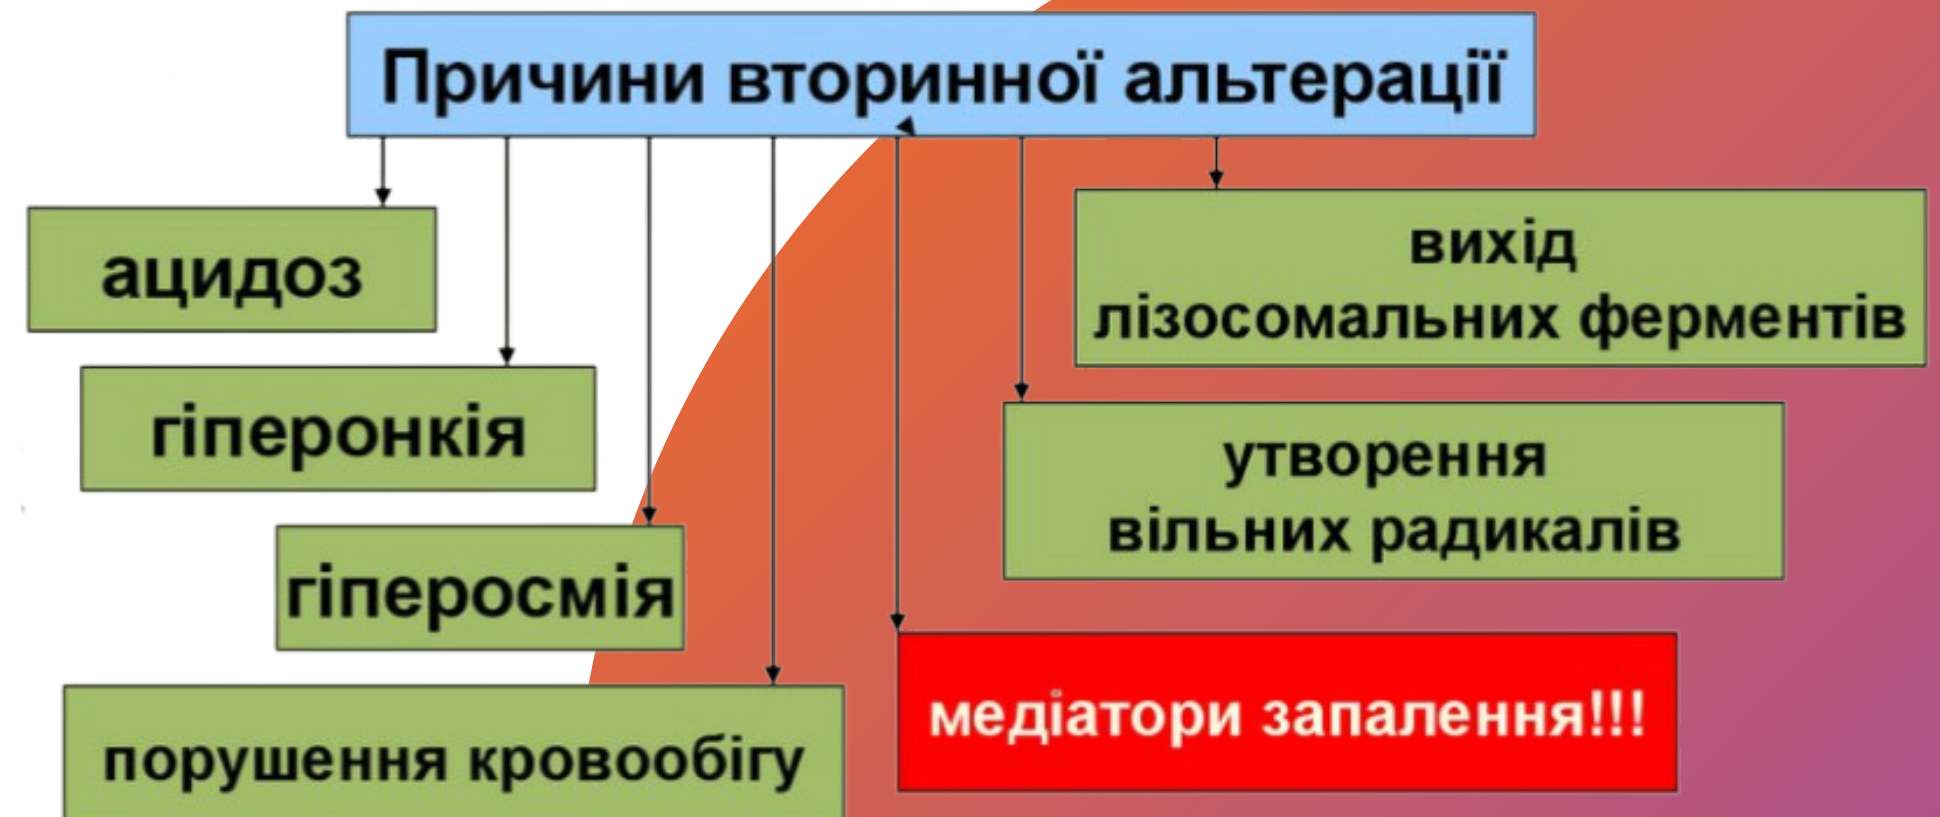 Причини вторинної альтерації
ацидоз
гіперонкія
гіперосмія
порушення кровообігу
медіатори запалення!!!
утворення
вільних радикалів
вихід
лізосомальних ферментів